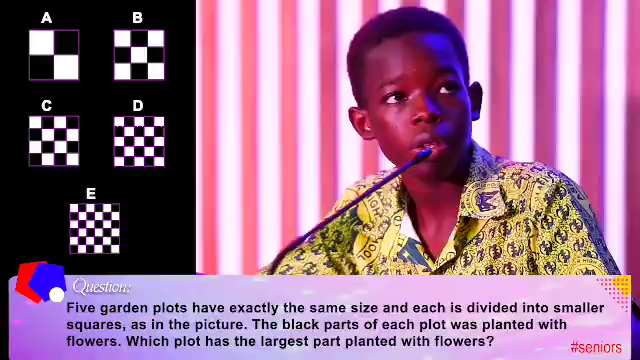 A
B
C
D
E
Question:
Five garden plots have exactly the same size and each is divided into smaller
squares, as in the picture. The black parts of each plot was planted with
flowers. Which plot has the largest part planted with flowers?
#seniors